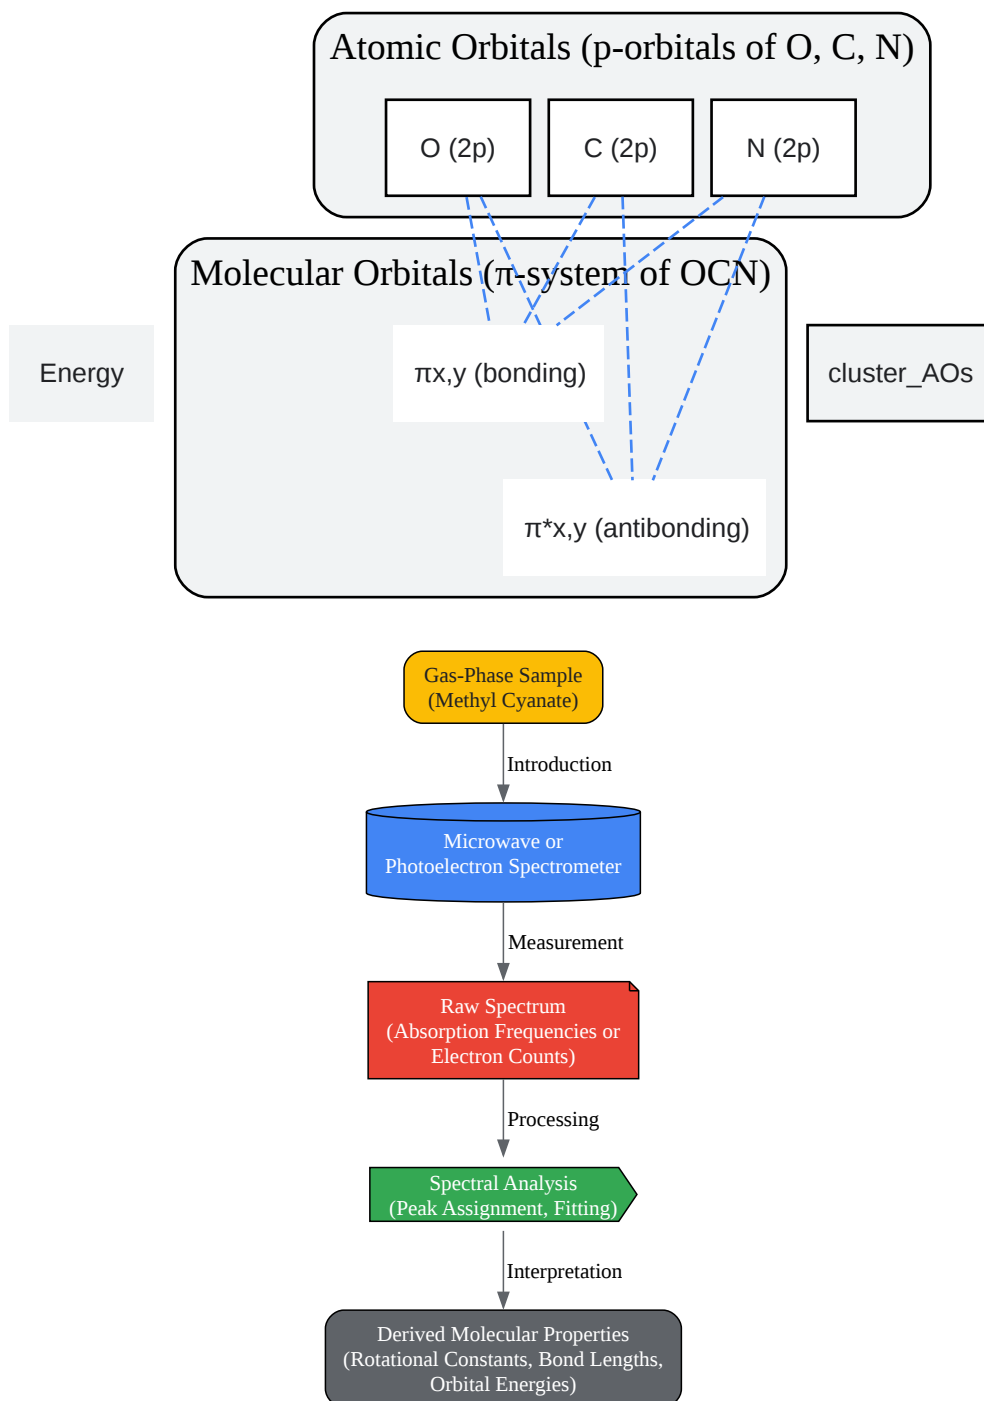 Atomic Orbitals (p-orbitals of O, C, N)
O (2p)
C (2p)
N (2p)
Molecular Orbitals (π-system of OCN)
Energy
πx,y (bonding)
cluster_AOs
π*x,y (antibonding)
Gas-Phase Sample
(Methyl Cyanate)
Introduction
Microwave or
Photoelectron Spectrometer
Measurement
Raw Spectrum
(Absorption Frequencies or
Electron Counts)
Processing
Spectral Analysis
(Peak Assignment, Fitting)
Interpretation
Derived Molecular Properties
(Rotational Constants, Bond Lengths,
Orbital Energies)